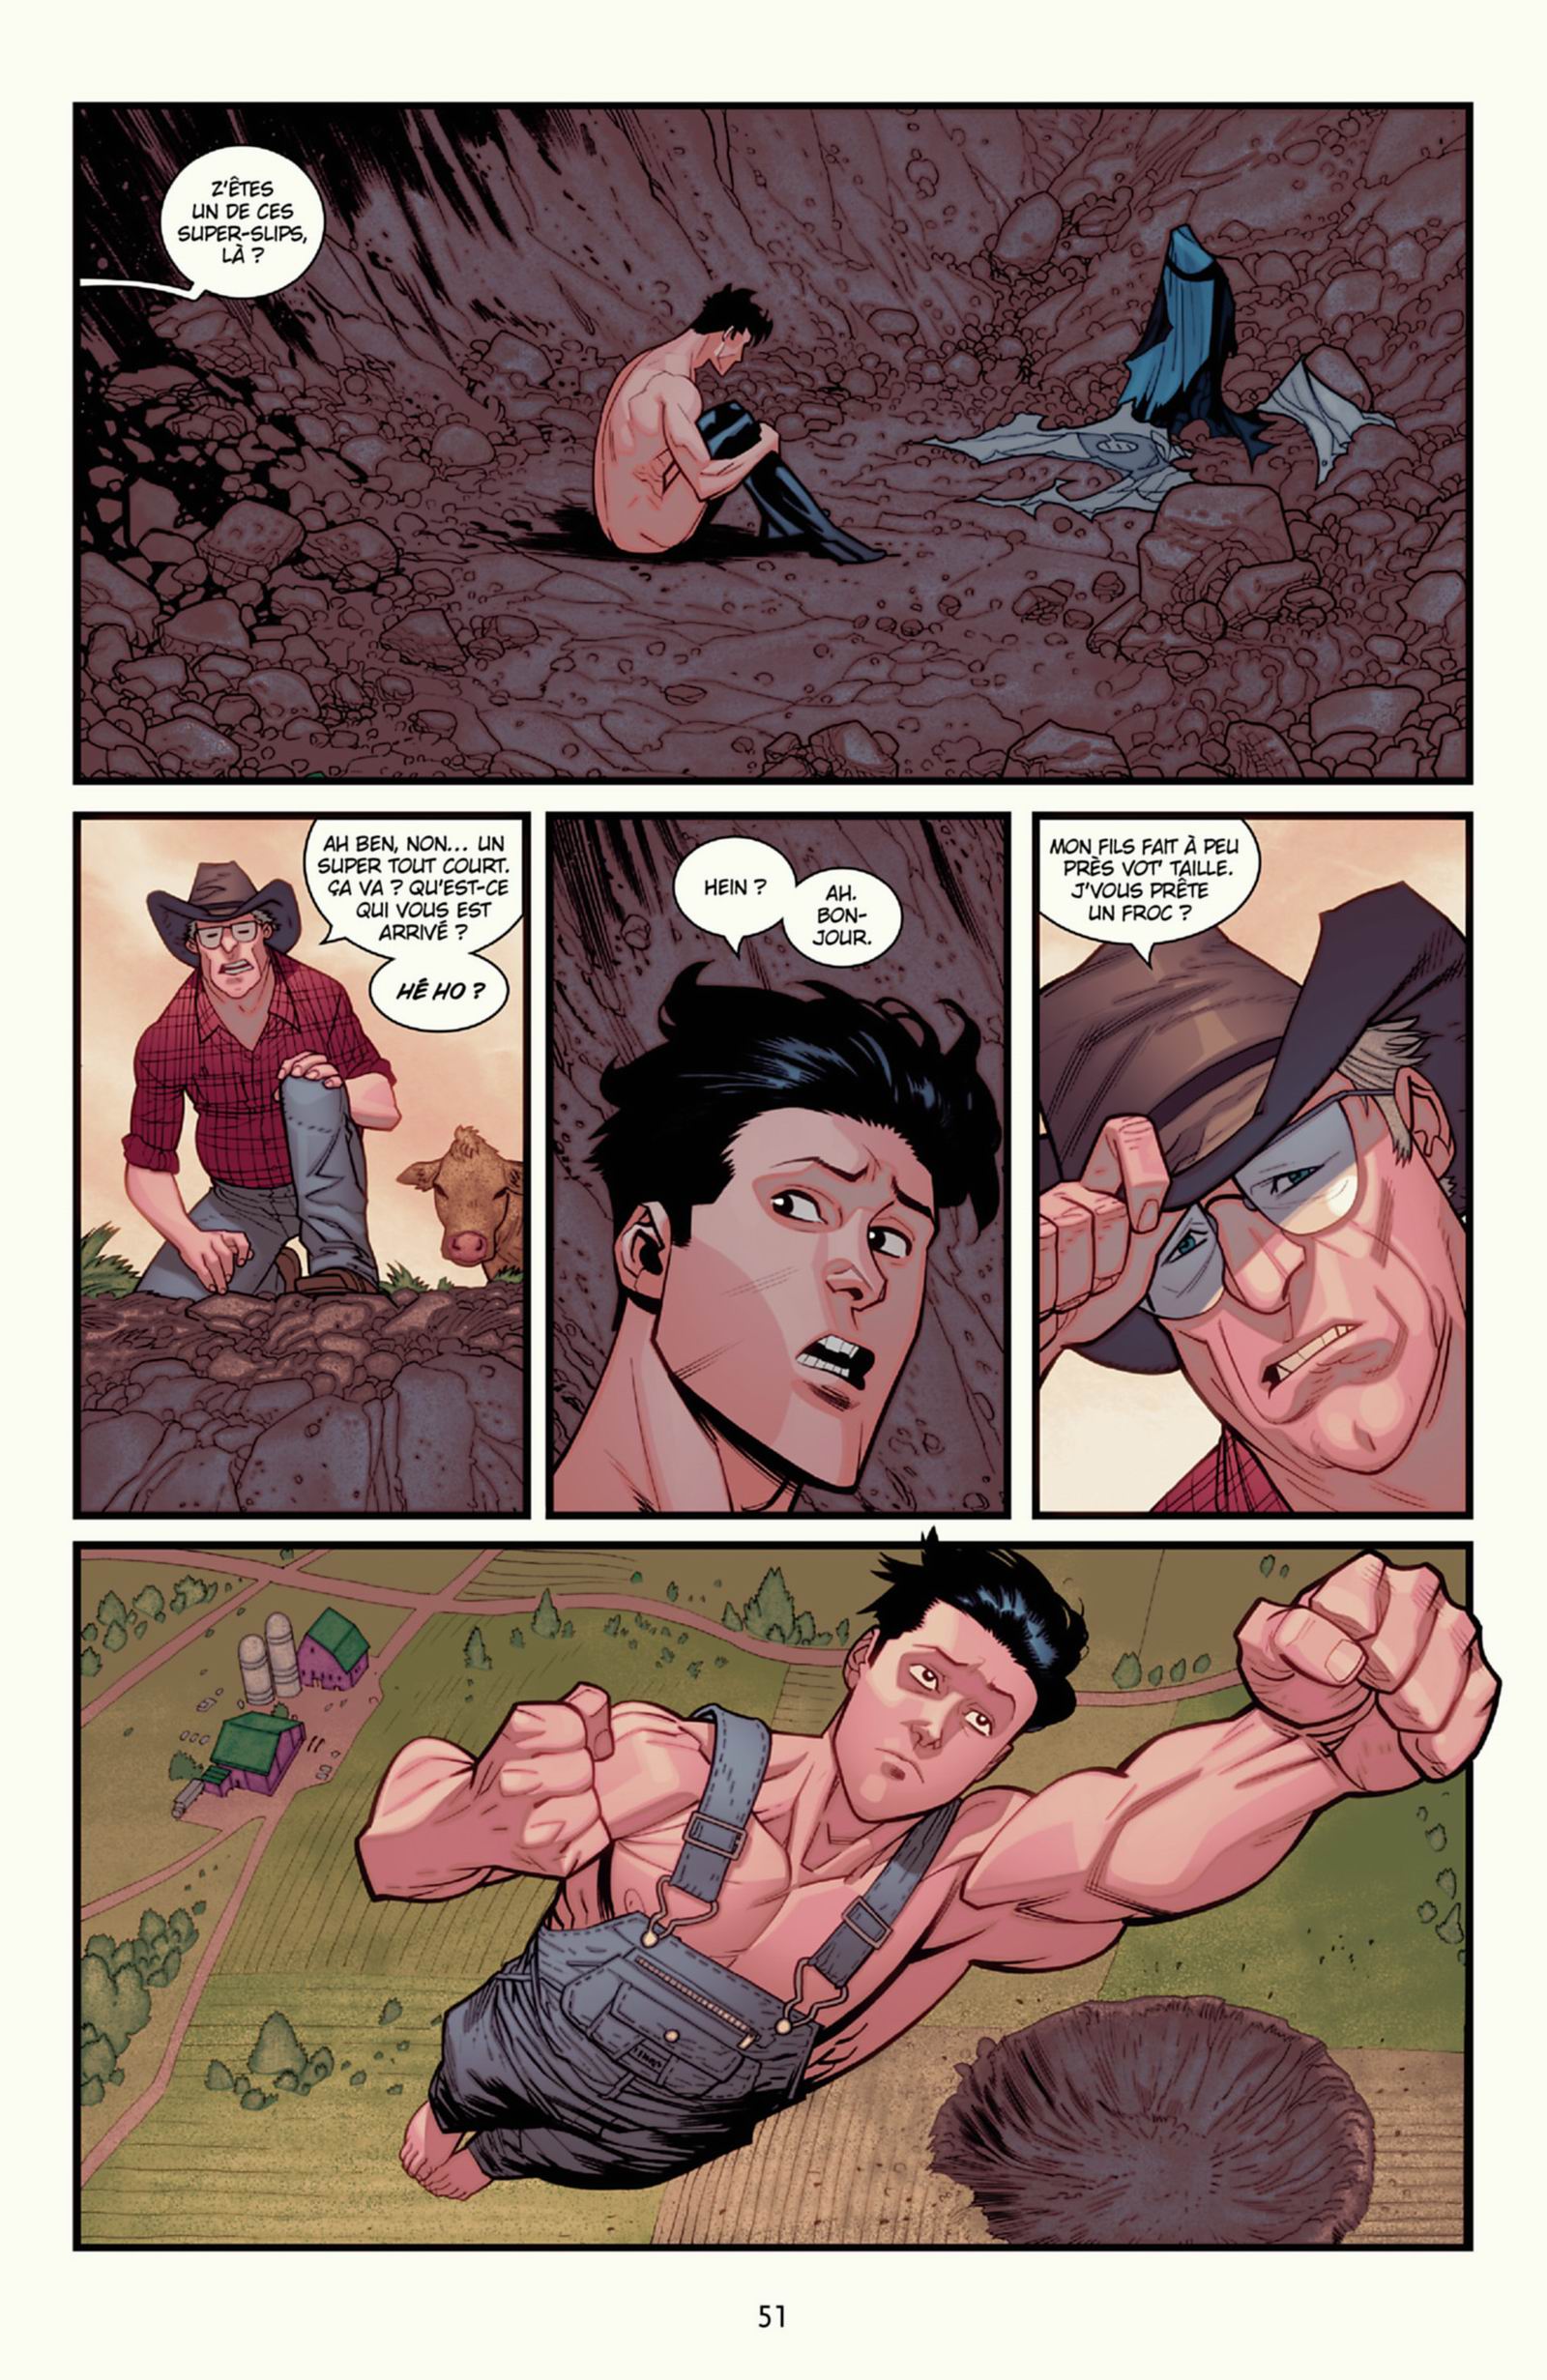 Z'ÊTES
UN DE CES
SUPER-SLIPS,
LÀ ?
AH BEN, NON... UN
SUPER TOUT COURT.
ÇA VA ? QU'EST-CE
QUI VOUS EST
ARRIVÉ ?
HÉ HO ?
HEIN ?
AH.
BON-
JOUR.
MON FILS FAIT À PEU
PRÈS VOT' TAILLE.
J'VOUS PRÊTE
UN FROC ?
51